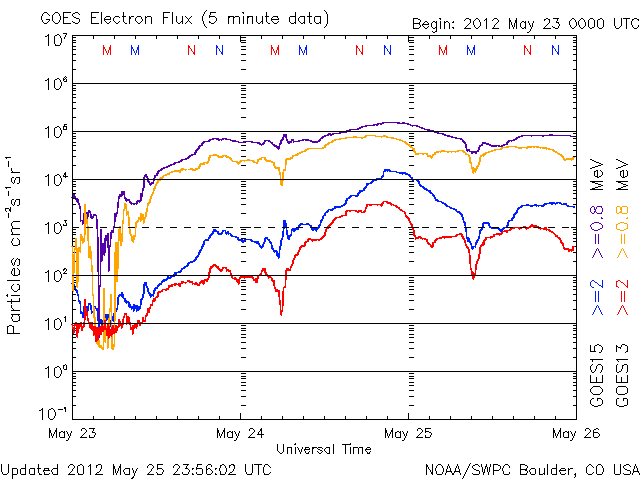 GOES Electron Flux (5 minute data)
Begin: 2012 May 23 0000 UTC
M M N N M M N N M M N N
10⁷
10⁶
10⁵
10⁴
10³
10²
10¹
10⁰
10⁻¹
Particles cm⁻²s⁻¹sr⁻¹
May 23 May 24 May 25 May 26
Universal Time
GOES15 >=2 >=0.8 MeV
GOES13 >=2 >=0.8 MeV
Updated 2012 May 25 23:56:02 UTC
NOAA/SWPC Boulder, CO USA